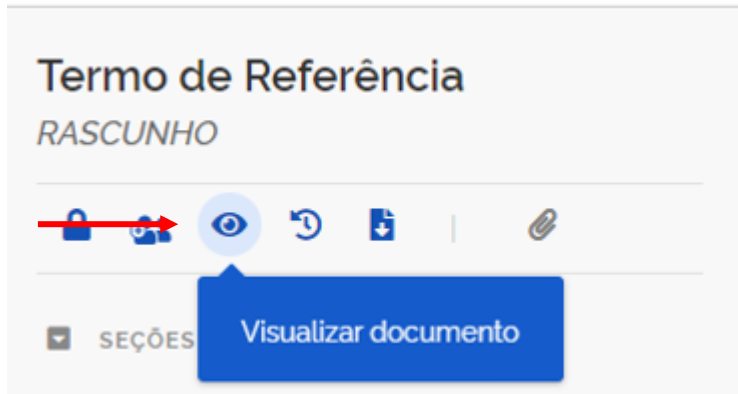 Termo de Referência
RASCUNHO
SEÇÕES
Visualizar documento